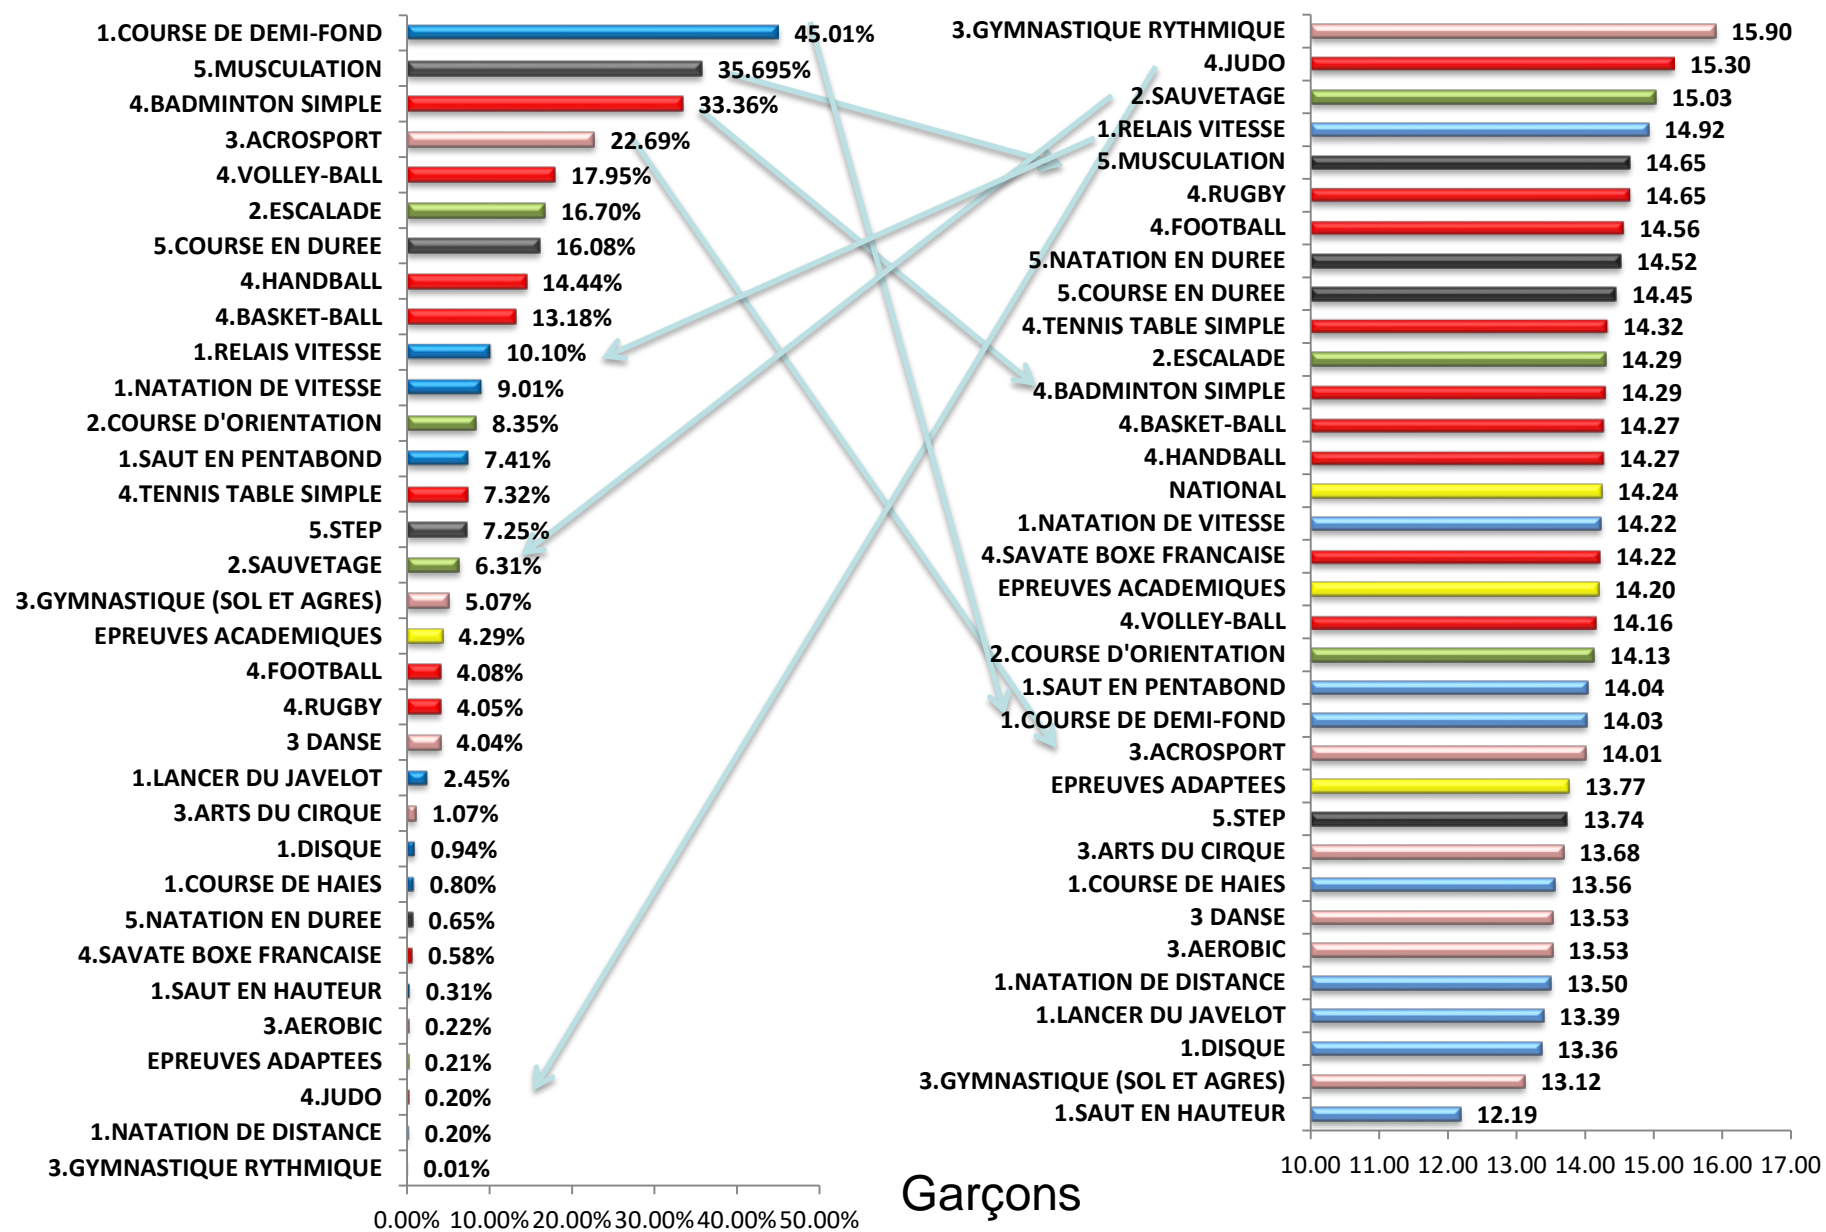 1.COURSE DE DEMI-FOND 45.01%
5.MUSCULATION 35.695%
4.BADMINTON SIMPLE 33.36%
3.ACROSPORT 22.69%
4.VOLLEY-BALL 17.95%
2.ESCALADE 16.70%
5.COURSE EN DUREE 16.08%
4.HANDBALL 14.44%
4.BASKET-BALL 13.18%
1.RELAIS VITESSE 10.10%
1.NATATION DE VITESSE 9.01%
2.COURSE D'ORIENTATION 8.35%
1.SAUT EN PENTABOND 7.41%
4.TENNIS TABLE SIMPLE 7.32%
5.STEP 7.25%
2.SAUVETAGE 6.31%
3.GYMNASTIQUE (SOL ET AGRES) 5.07%
EPREUVES ACADEMIQUES 4.29%
4.FOOTBALL 4.08%
4.RUGBY 4.05%
3 DANSE 4.04%
1.LANCER DU JAVELOT 2.45%
3.ARTS DU CIRQUE 1.07%
1.DISQUE 0.94%
1.COURSE DE HAIES 0.80%
5.NATATION EN DUREE 0.65%
4.SAVATE BOXE FRANCAISE 0.58%
1.SAUT EN HAUTEUR 0.31%
3.AEROBIC 0.22%
EPREUVES ADAPTEES 0.21%
4.JUDO 0.20%
1.NATATION DE DISTANCE 0.20%
3.GYMNASTIQUE RYTHMIQUE 0.01%
0.00% 10.00% 20.00% 30.00% 40.00% 50.00%
3.GYMNASTIQUE RYTHMIQUE 15.90
4.JUDO 15.30
2.SAUVETAGE 15.03
1.RELAIS VITESSE 14.92
5.MUSCULATION 14.65
4.RUGBY 14.65
4.FOOTBALL 14.56
5.NATATION EN DUREE 14.52
5.COURSE EN DUREE 14.45
4.TENNIS TABLE SIMPLE 14.32
2.ESCALADE 14.29
4.BADMINTON SIMPLE 14.29
4.BASKET-BALL 14.27
4.HANDBALL 14.27
NATIONAL 14.24
1.NATATION DE VITESSE 14.22
4.SAVATE BOXE FRANCAISE 14.22
EPREUVES ACADEMIQUES 14.20
4.VOLLEY-BALL 14.16
2.COURSE D'ORIENTATION 14.13
1.SAUT EN PENTABOND 14.04
1.COURSE DE DEMI-FOND 14.03
3.ACROSPORT 14.01
EPREUVES ADAPTEES 13.77
5.STEP 13.74
3.ARTS DU CIRQUE 13.68
1.COURSE DE HAIES 13.56
3 DANSE 13.53
3.AEROBIC 13.53
1.NATATION DE DISTANCE 13.50
1.LANCER DU JAVELOT 13.39
1.DISQUE 13.36
3.GYMNASTIQUE (SOL ET AGRES) 13.12
1.SAUT EN HAUTEUR 12.19
10.00 11.00 12.00 13.00 14.00 15.00 16.00 17.00
Garçons